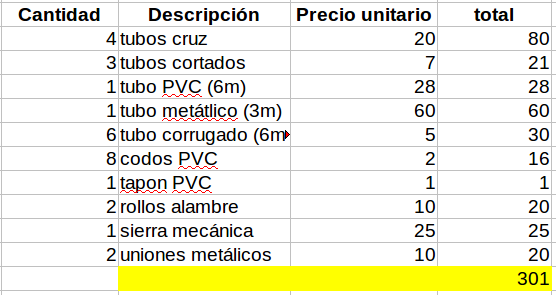 Cantidad Descripción Precio unitario total
4 tubos cruz 20 80
3 tubos cortados 7 21
1 tubo PVC (6m) 28 28
1 tubo metátlico (3m) 60 60
6 tubo corrugado (6m 5 30
8 codos PVC 2 16
1 tapon PVC 1 1
2 rollos alambre 10 20
1 sierra mecánica 25 25
2 uniones metálicos 10 20
301